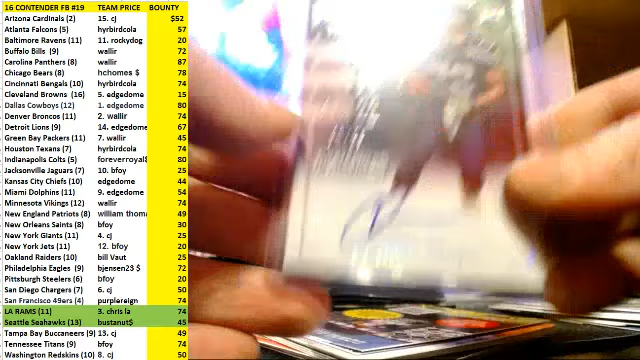 16 CONTENDER FB #19 TEAM PRICE BOUNTY
Arizona Cardinals (2) 15. cj $52
Atlanta Falcons (5) hyrbirdcola 57
Baltimore Ravens (2) 11. rockydog 20
Buffalo Bills (9) wallir 72
Carolina Panthers (8) wallir 87
Chicago Bears (8) hchomes $ 78
Cincinnati Bengals (10) hyrbirdcola 74
Cleveland Browns (16) 5. edgedome 15
Dallas Cowboys (12) 1. edgedome 80
Denver Broncos (11) 2. wallir 74
Detroit Lions (9) 14. edgedome 67
Green Bay Packers (11) 7. wallir 45
Houston Texans (7) hyrbirdcola 74
Indianapolis Colts (5) foreverroyal$ 80
Jacksonville Jaguars (7) 10. bfoy 25
Kansas City Chiefs (10) edgedome 44
Miami Dolphins (11) 9. edgedome 54
Minnesota Vikings (12) wallir 74
New England Patriots (8) william thoma 49
New Orleans Saints (8) bfoy 30
New York Giants (11) 4. cj 25
New York Jets (11) 12. bfoy 20
Oakland Raiders (10) bill Vaut 25
Philadelphia Eagles (9) bjensen23 $ 72
Pittsburgh Steelers (6) bfoy 20
San Diego Chargers (7) 6. cj 50
San Francisco 49ers (4) purplereign 74
LA RAMS (11) 3. chris la 74
Seattle Seahawks (13) bustanut$ 45
Tampa Bay Buccaneers (9) 13. cj 49
Tennessee Titans (9) bfoy 74
Washington Redskins (10) 8. cj 50